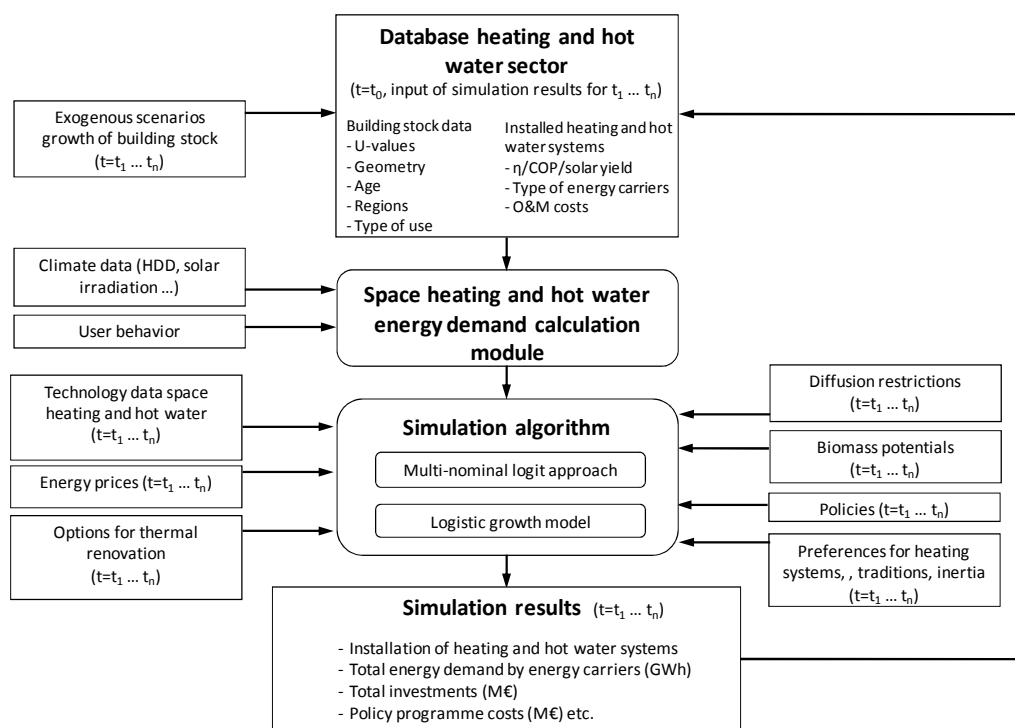 Database heating and hot
water sector
(t=t₀, input of simulation results for t₁ ... tₙ)
Building stock data
- U-values
- Geometry
- Age
- Regions
- Type of use
Installed heating and hot
water systems
- η/COP/solar yield
- Type of energy carriers
- O&M costs
Exogenous scenarios
growth of building stock
(t=t₁ ... tₙ)
Climate data (HDD, solar
irradiation ...)
User behavior
Space heating and hot water
energy demand calculation
module
Technology data space
heating and hot water
(t=t₁ ... tₙ)
Energy prices (t=t₁ ... tₙ)
Options for thermal
renovation
(t=t₁ ... tₙ)
Simulation algorithm
Multi-nominal logit approach
Logistic growth model
Diffusion restrictions
(t=t₁ ... tₙ)
Biomass potentials
(t=t₁ ... tₙ)
Policies (t=t₁ ... tₙ)
Preferences for heating
systems, , traditions, inertia
(t=t₁ ... tₙ)
Simulation results (t=t₁ ... tₙ)
- Installation of heating and hot water systems
- Total energy demand by energy carriers (GWh)
- Total investments (M€)
- Policy programme costs (M€) etc.